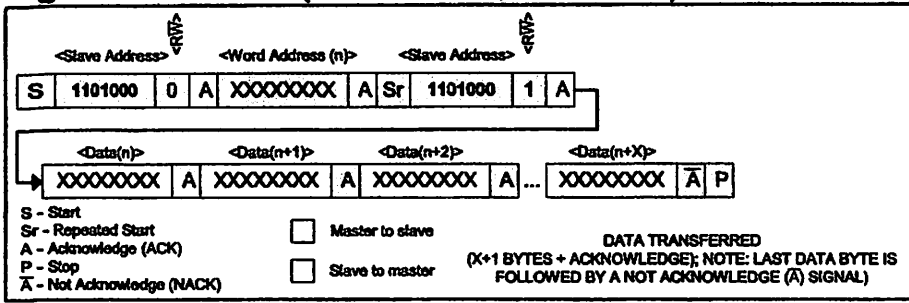 <R/W>
<R/W>
<Slave Address>
<Word Address (n)>
<Slave Address>
S 1101000 0 A XXXXXXXX A Sr 1101000 1 A
<Data(n)> <Data(n+1)> <Data(n+2)> <Data(n+X)>
XXXXXXXX A XXXXXXXX A XXXXXXXX A ... XXXXXXXX A̅ P
S - Start
Sr - Repeated Start
A - Acknowledge (ACK)
P - Stop
A̅ - Not Acknowledge (NACK)
Master to slave
Slave to master
DATA TRANSFERRED
(X+1 BYTES + ACKNOWLEDGE); NOTE: LAST DATA BYTE IS
FOLLOWED BY A NOT ACKNOWLEDGE (A̅) SIGNAL)